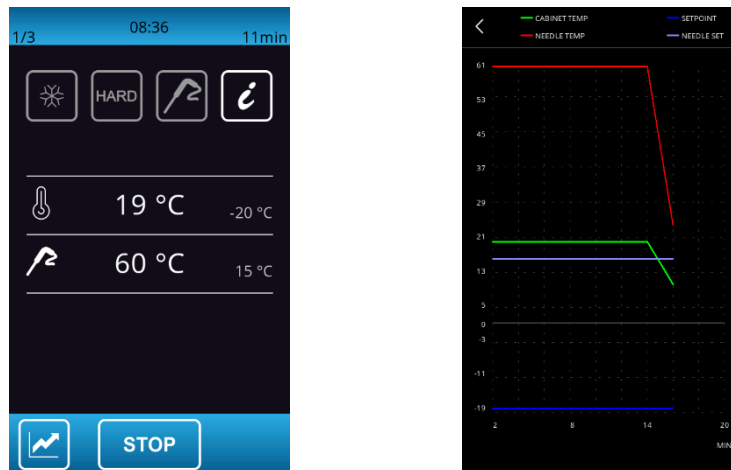 08:36
1/3
11min
HARD
i
19 °C
-20 °C
60 °C
15 °C
STOP
CABINET TEMP
SETPOINT
NEEDLE TEMP
NEEDLE SET
61
53
45
37
29
21
13
5
0
-3
-11
-19
2
8
14
20
MIN